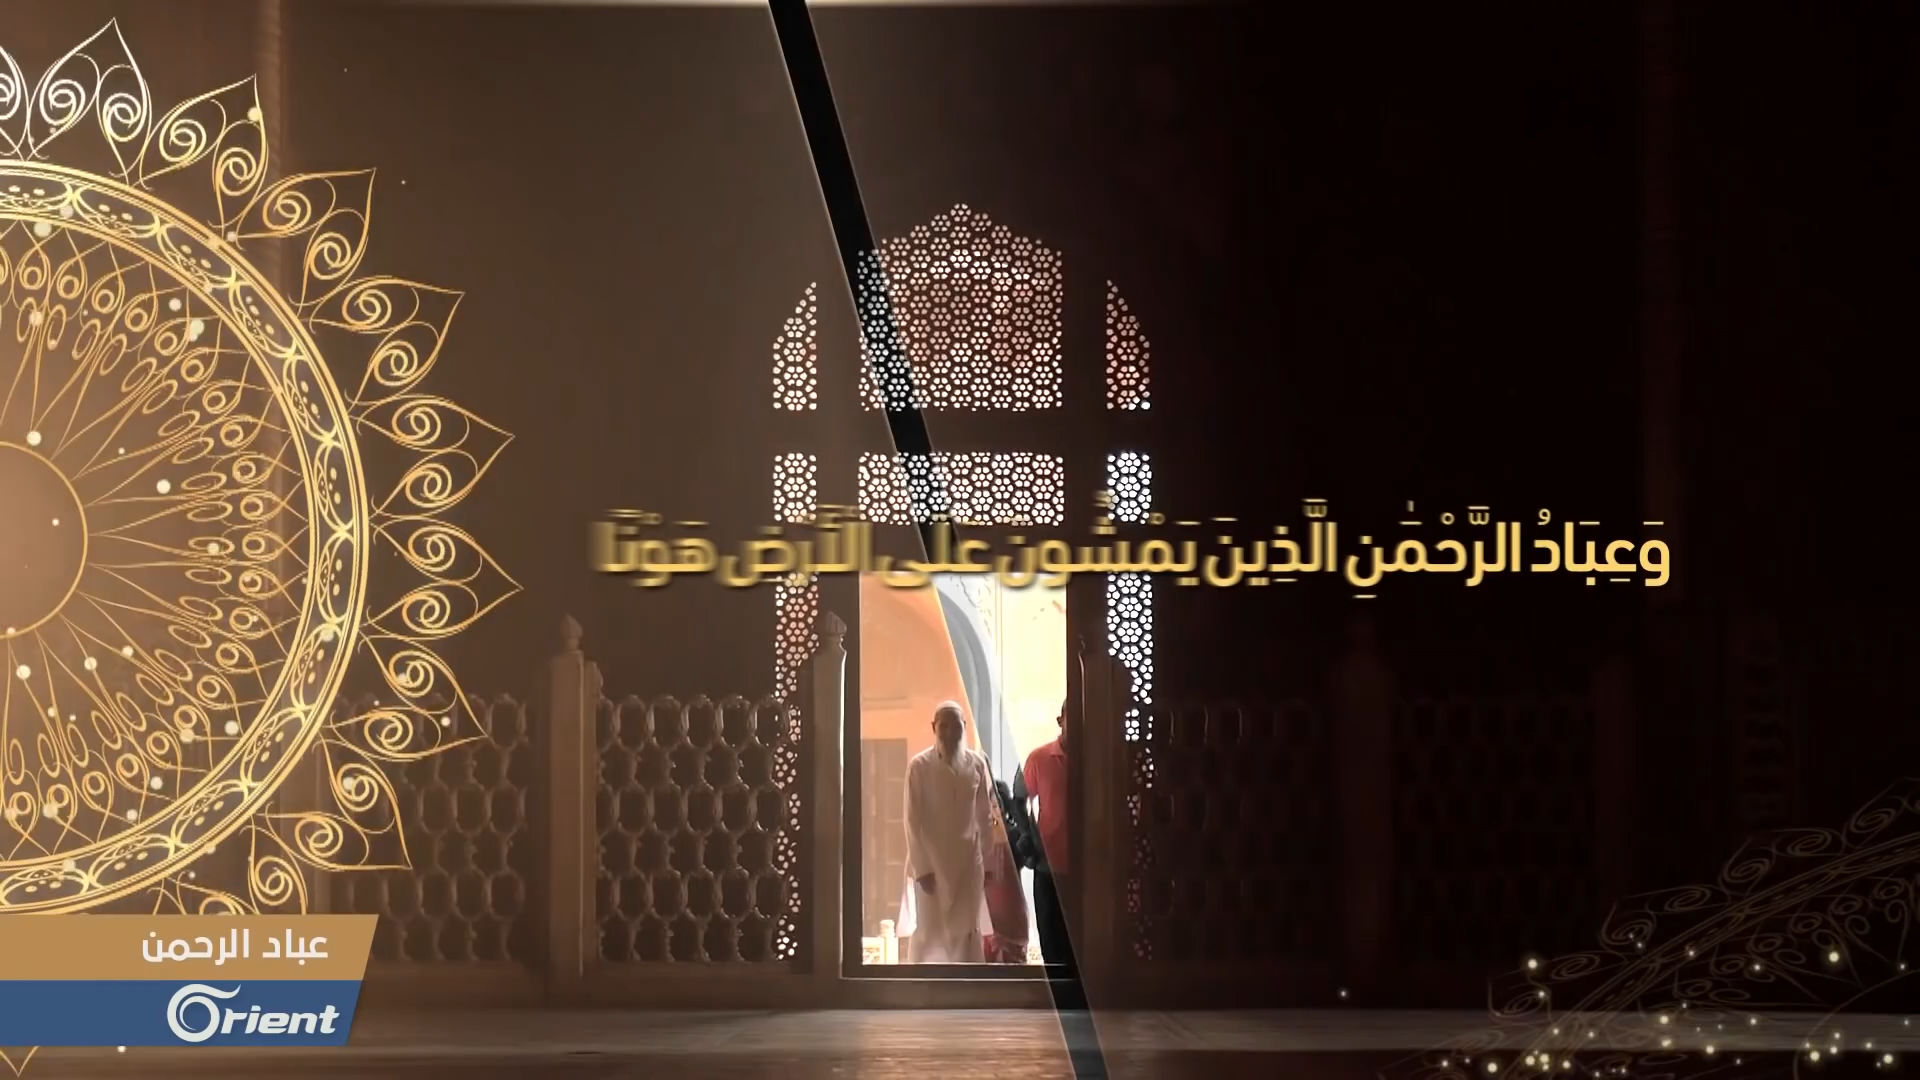 وَعِبَادُ الرَّحْمَٰنِ الَّذِينَ يَمْشُونَ عَلَى الْأَرْضِ هَوْنًا
عباد الرحمن
Orient